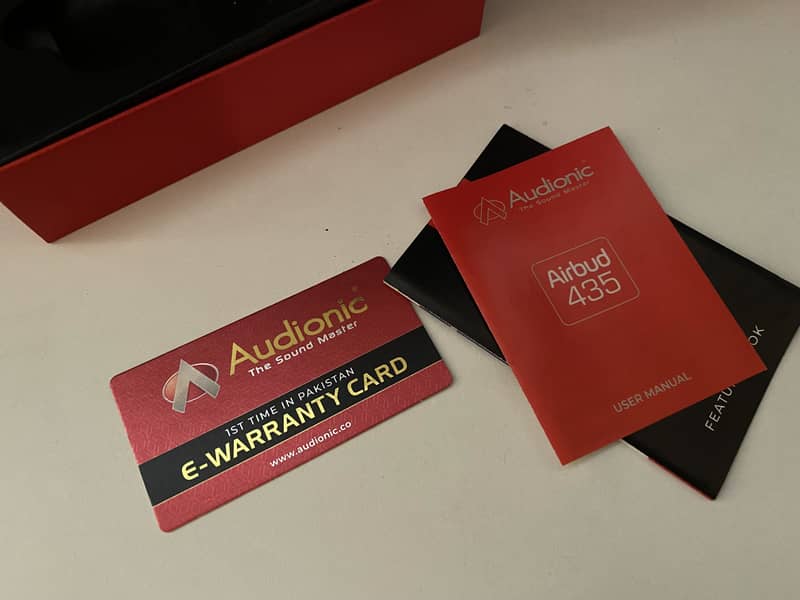 Audionic
The Sound Master
1ST TIME IN PAKISTAN
E-WARRANTY CARD
www.audionic.co
Audionic
The Sound Master
Airbud
435
USER MANUAL